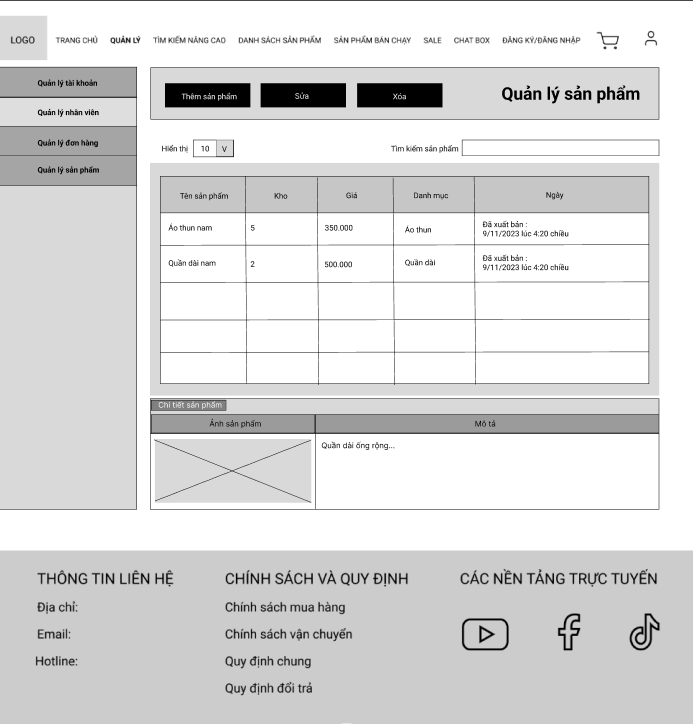 LOGO TRANG CHỦ QUẢN LÝ TÌM KIẾM NÂNG CAO DANH SÁCH SẢN PHẨM SẢN PHẨM BÁN CHẠY SALE CHAT BOX ĐĂNG KÝ/ĐĂNG NHẬP
Quản lý tài khoản
Quản lý nhân viên
Quản lý đơn hàng
Quản lý sản phẩm
Thêm sản phẩm Sửa Xóa Quản lý sản phẩm
Hiển thị 10 V Tìm kiếm sản phẩm
Tên sản phẩm Kho Giá Danh mục Ngày
Áo thun nam 5 350.000 Áo thun Đã xuất bản :
9/11/2023 lúc 4:20 chiều
Quần dài nam 2 500.000 Quần dài Đã xuất bản :
9/11/2023 lúc 4:20 chiều
Chi tiết sản phẩm
Ảnh sản phẩm Mô tả
Quần dài ống rộng...
THÔNG TIN LIÊN HỆ CHÍNH SÁCH VÀ QUY ĐỊNH CÁC NỀN TẢNG TRỰC TUYẾN
Địa chỉ: Chính sách mua hàng
Email: Chính sách vận chuyển
Hotline: Quy định chung
Quy định đổi trả